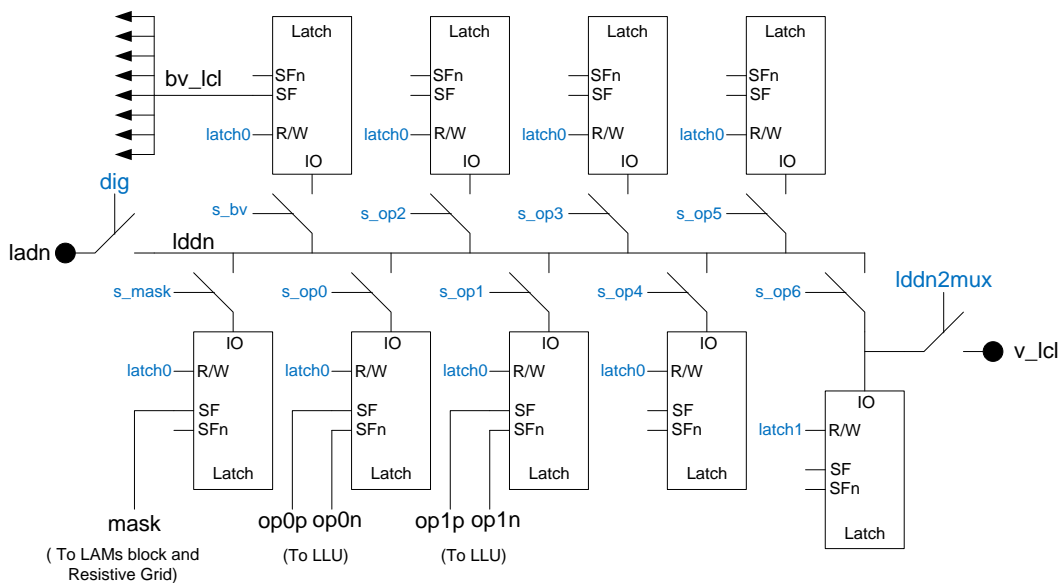 Latch
Latch
Latch
Latch
SFn
SF
SFn
SF
SFn
SF
SFn
SF
bv_lcl
latch0
R/W
latch0
R/W
latch0
R/W
latch0
R/W
IO
IO
IO
IO
dig
s_bv
s_op2
s_op3
s_op5
ladn
lddn
s_mask
s_op0
s_op1
s_op4
s_op6
lddn2mux
IO
IO
IO
IO
v_lcl
latch0
R/W
latch0
R/W
latch0
R/W
latch0
R/W
IO
SF
SFn
SF
SFn
SF
SFn
SF
SFn
latch1
R/W
Latch
Latch
Latch
Latch
SF
SFn
Latch
mask
op0p op0n
op1p op1n
( To LAMs block and
Resistive Grid)
(To LLU)
(To LLU)